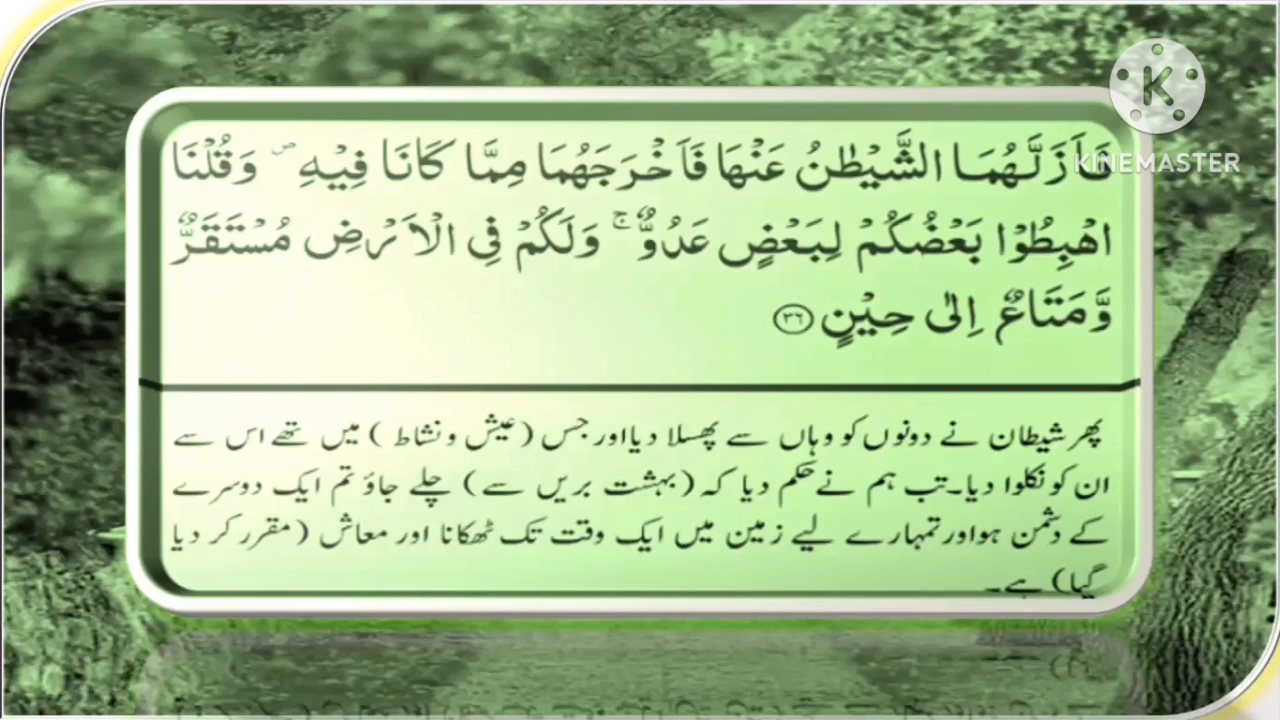 فَاَزَلَّهُمَا الشَّيْطٰنُ عَنْهَا فَاَخْرَجَهُمَا مِمَّا كَانَا فِيْهِ ۪ وَقُلْنَا
اهْبِطُوْا بَعْضُكُمْ لِبَعْضٍ عَدُوٌّ ۚ وَلَكُمْ فِى الْاَرْضِ مُسْتَقَرٌّ
وَّمَتَاعٌ اِلٰى حِيْنٍ ﴿۳۶﴾
پھر شیطان نے دونوں کو وہاں سے پھسلا دیا اور جس (عیش و نشاط ) میں تھے اس سے
ان کو نکلوا دیا۔ تب ہم نے حکم دیا کہ (بہشت بریں سے) چلے جاؤ تم ایک دوسرے
کے دشمن ہو اور تمہارے لیے زمین میں ایک وقت تک ٹھکانا اور معاش (مقرر کر دیا
گیا) ہے۔
K
KINEMASTER